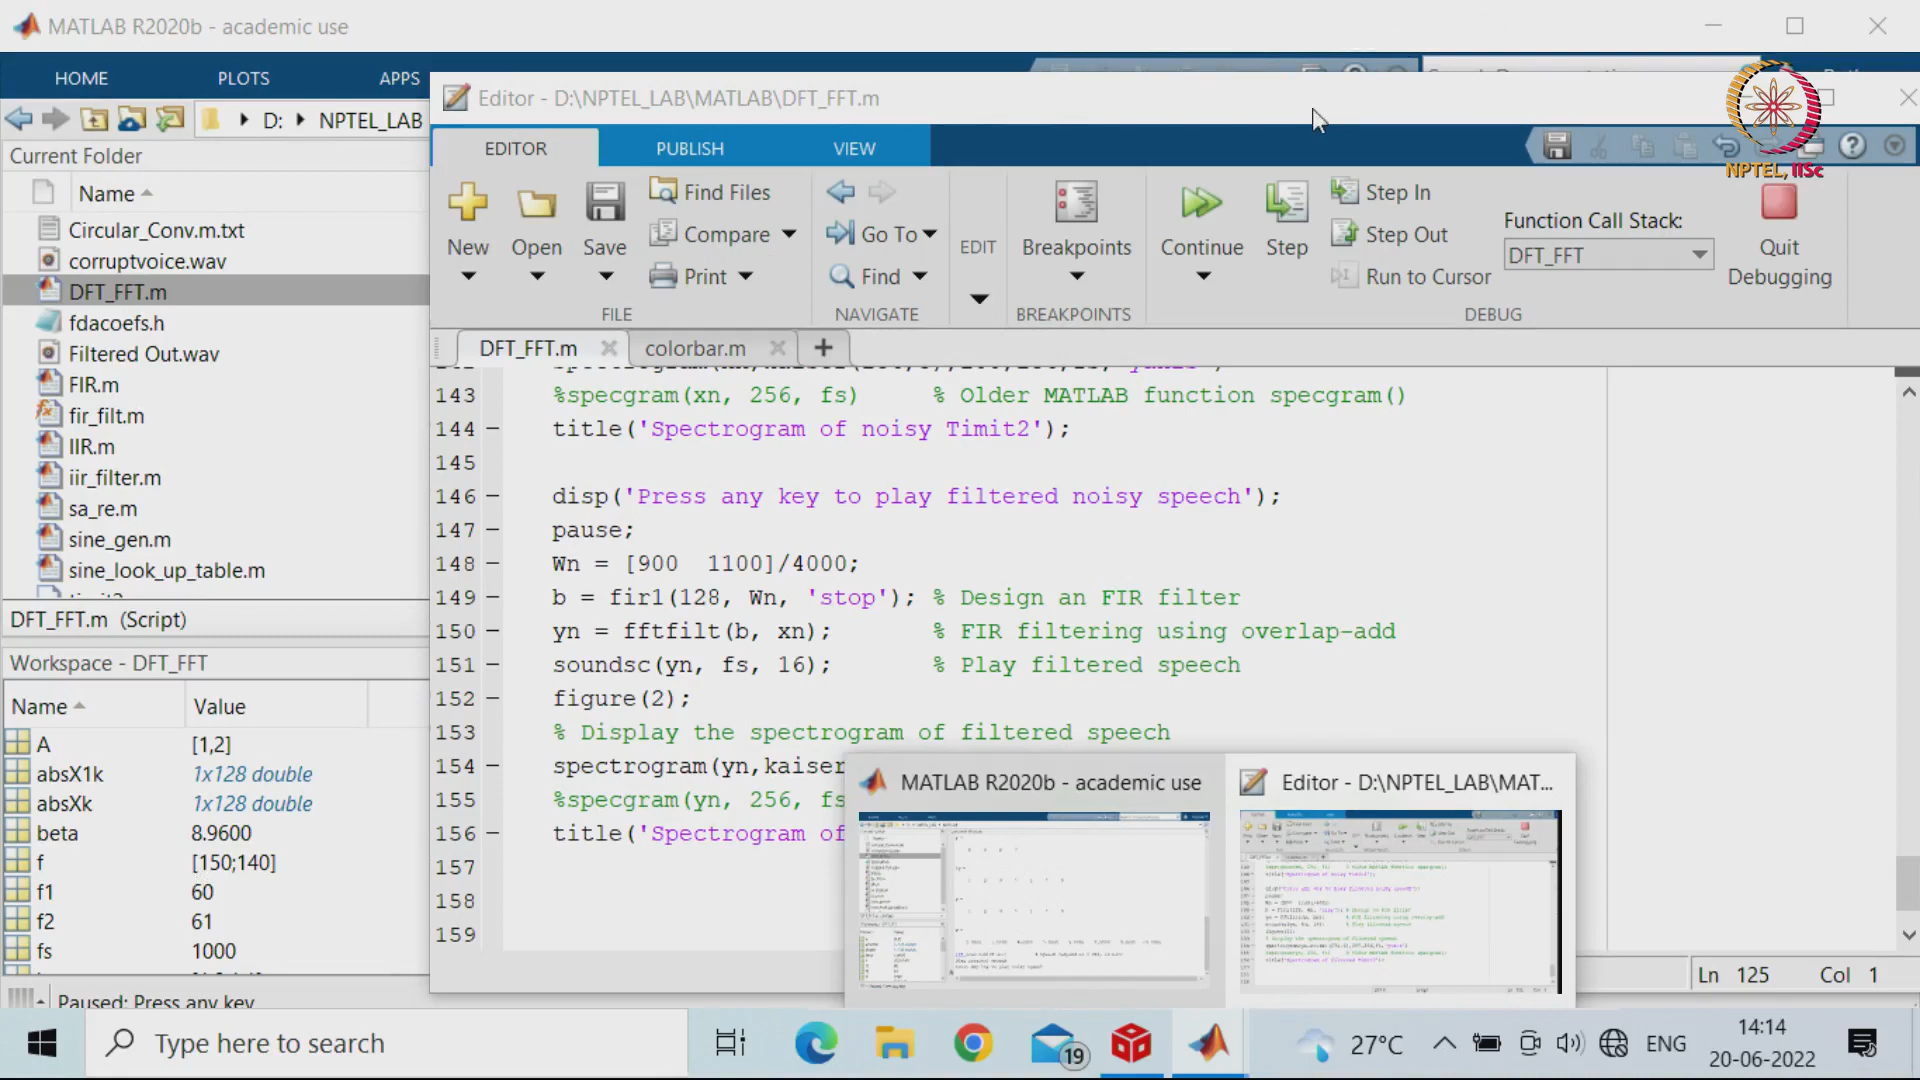 MATLAB R2020b - academic use
HOME PLOTS APPS
D: NPTEL_LAB
Current Folder
Name
Circular_Conv.m.txt
corruptvoice.wav
DFT_FFT.m
fdacoefs.h
Filtered Out.wav
FIR.m
fir_filt.m
IIR.m
iir_filter.m
sa_re.m
sine_gen.m
sine_look_up_table.m
DFT_FFT.m (Script)
Workspace - DFT_FFT
Name Value
A [1,2]
absX1k 1x128 double
absXk 1x128 double
beta 8.9600
f [150;140]
f1 60
f2 61
fs 1000
Paused: Press any key
Editor - D:\NPTEL_LAB\MATLAB\DFT_FFT.m
NPTEL, IISc
EDITOR PUBLISH VIEW
New
Open
Save
Find Files
Compare
Print
FILE
Go To
Find
NAVIGATE
EDIT
Breakpoints
BREAKPOINTS
Continue
Step
Step In
Step Out
Run to Cursor
Function Call Stack:
DFT_FFT
Quit
Debugging
DEBUG
DFT_FFT.m colorbar.m
143 %specgram(xn, 256, fs) % Older MATLAB function specgram()
144 – title('Spectrogram of noisy Timit2');
145
146 – disp('Press any key to play filtered noisy speech');
147 – pause;
148 – Wn = [900 1100]/4000;
149 – b = fir1(128, Wn, 'stop'); % Design an FIR filter
150 – yn = fftfilt(b, xn); % FIR filtering using overlap-add
151 – soundsc(yn, fs, 16); % Play filtered speech
152 – figure(2);
153 % Display the spectrogram of filtered speech
154 – spectrogram(yn,kaiser
155 %specgram(yn, 256, fs
156 – title('Spectrogram of
157
158
159
MATLAB R2020b - academic use
Editor - D:\NPTEL_LAB\MAT...
Ln 125 Col 1
Type here to search
19
27°C
ENG
14:14
20-06-2022